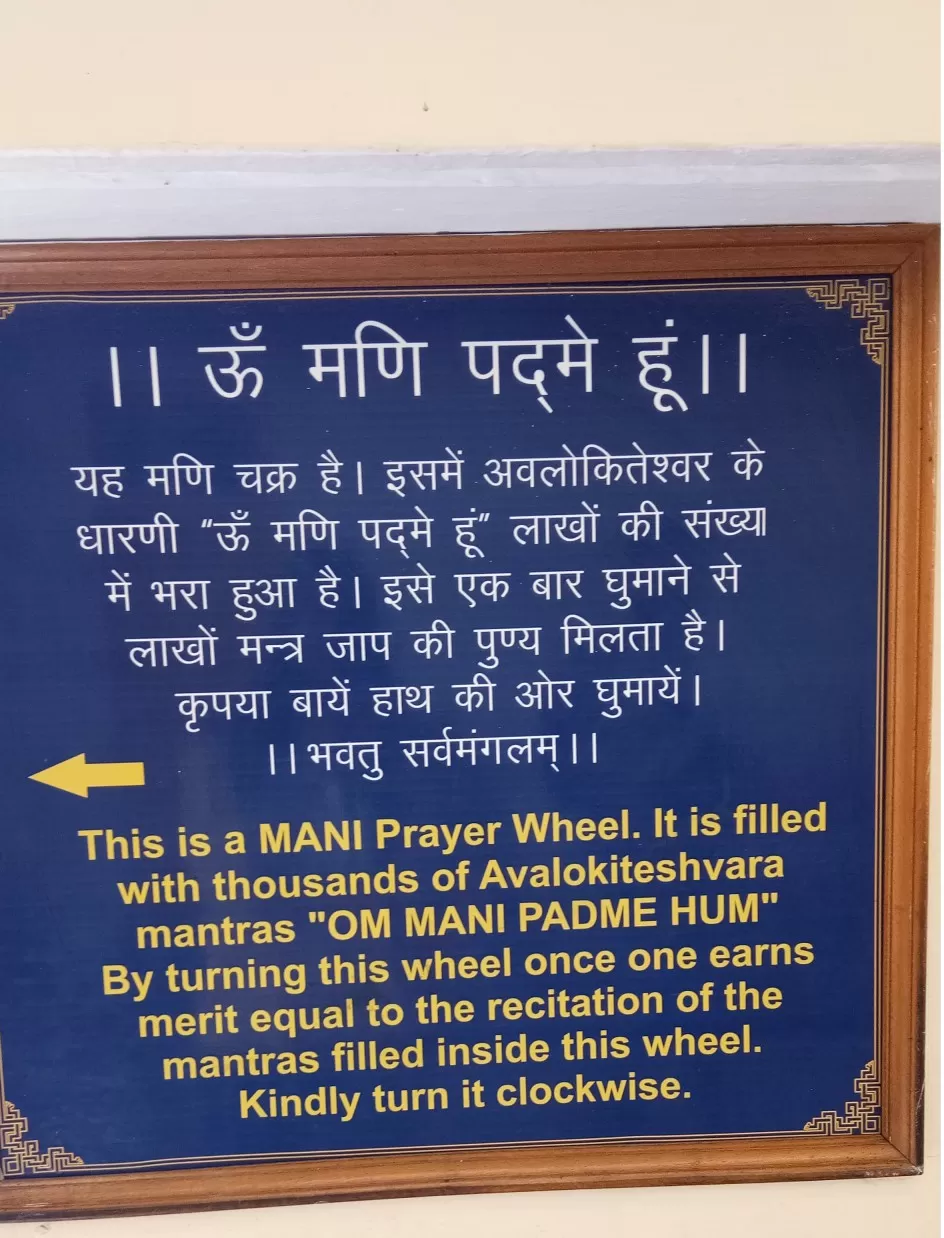 ।। ऊँ मणि पद्‌मे हूं।।
यह मणि चक्र है। इसमें अवलोकितेश्वर के
धारणी “ऊँ मणि पद्‌मे हूं” लाखों की संख्या
में भरा हुआ है। इसे एक बार घुमाने से
लाखों मन्त्र जाप की पुण्य मिलता है।
कृपया बायें हाथ की ओर घुमायें।
।।भवतु सर्वमंगलम्।।
This is a MANI Prayer Wheel. It is filled
with thousands of Avalokiteshvara
mantras "OM MANI PADME HUM"
By turning this wheel once one earns
merit equal to the recitation of the
mantras filled inside this wheel.
Kindly turn it clockwise.